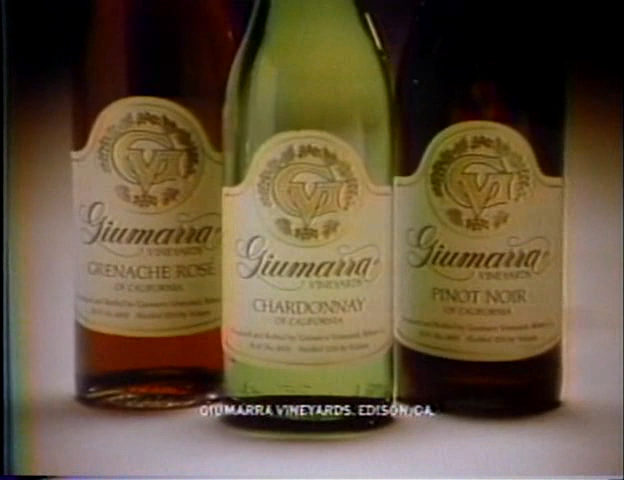 GV
Giumarra
VINEYARDS
GRENACHE ROSÉ
OF CALIFORNIA
GV
Giumarra
VINEYARDS
CHARDONNAY
OF CALIFORNIA
GV
Giumarra
VINEYARDS
PINOT NOIR
OF CALIFORNIA
GIUMARRA VINEYARDS. EDISON, CA.